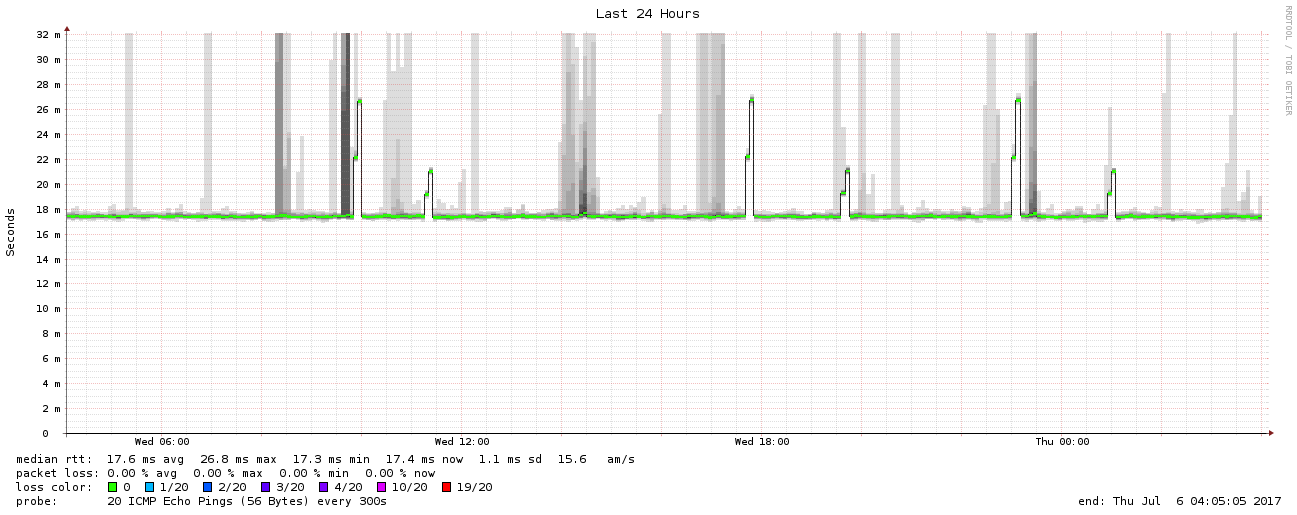 Last 24 Hours
RRDTOOL / TOBI OETIKER
Seconds
32 m
30 m
28 m
26 m
24 m
22 m
20 m
18 m
16 m
14 m
12 m
10 m
8 m
6 m
4 m
2 m
0
Wed 06:00 Wed 12:00 Wed 18:00 Thu 00:00
median rtt: 17.6 ms avg 26.8 ms max 17.3 ms min 17.4 ms now 1.1 ms sd 15.6 am/s
packet loss: 0.00 % avg 0.00 % max 0.00 % min 0.00 % now
loss color: 0 1/20 2/20 3/20 4/20 10/20 19/20
probe: 20 ICMP Echo Pings (56 Bytes) every 300s end: Thu Jul 6 04:05:05 2017